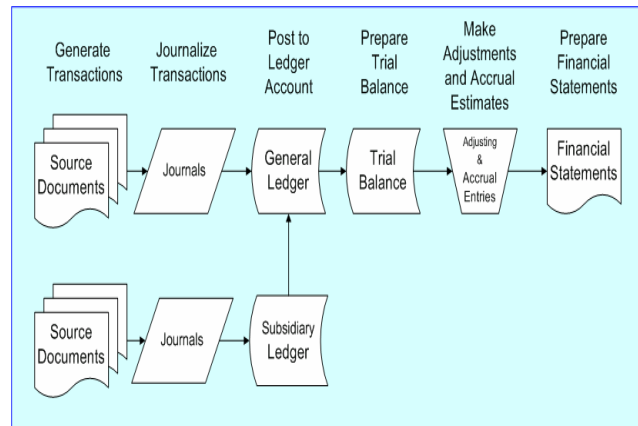 Generate
Transactions
Journalize
Transactions
Post to
Ledger
Account
Prepare
Trial
Balance
Make
Adjustments
and Accrual
Estimates
Prepare
Financial
Statements
Source
Documents
Journals
General
Ledger
Trial
Balance
Adjusting
&
Accrual
Entries
Financial
Statements
Source
Documents
Journals
Subsidiary
Ledger